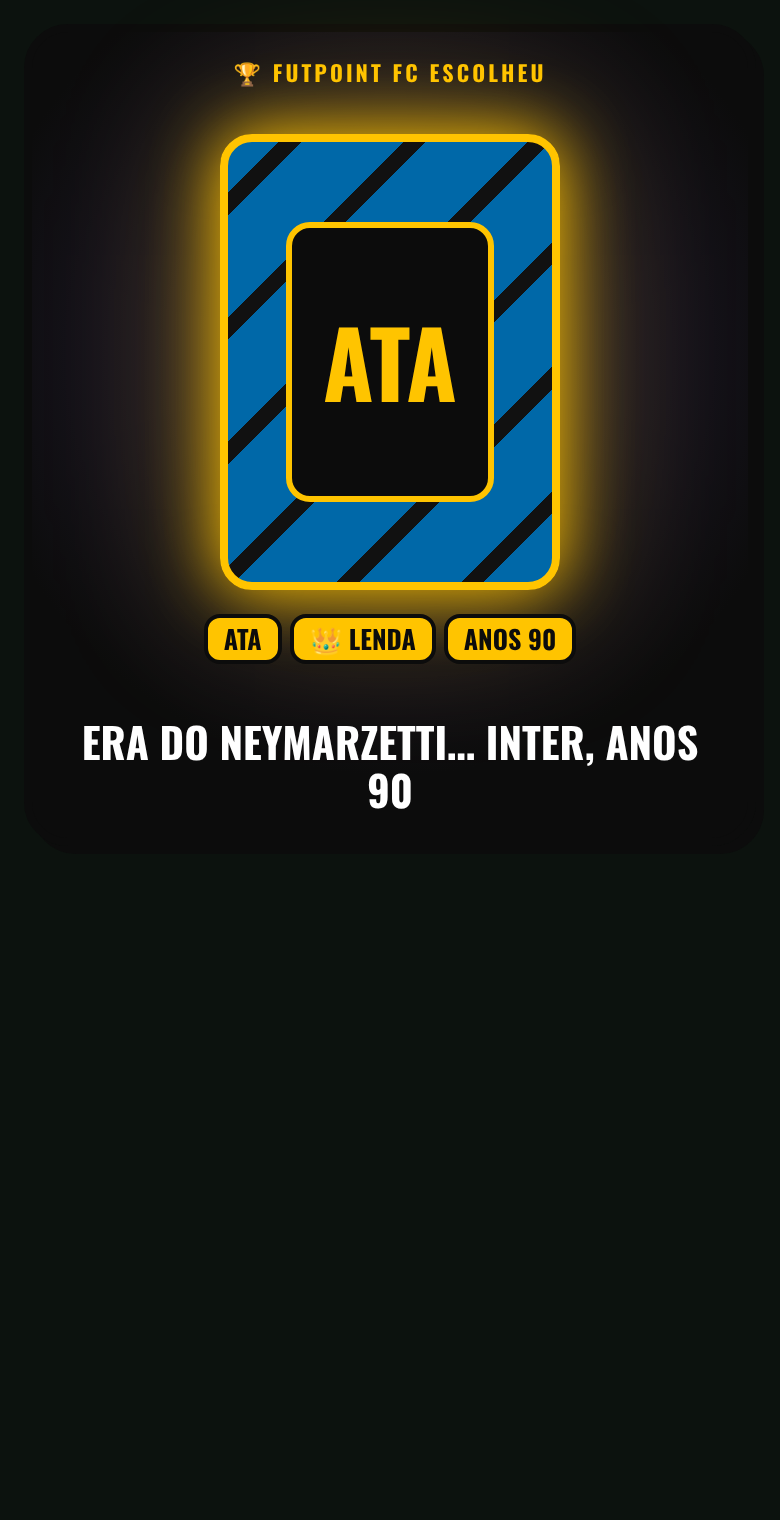 🏆 FUTPOINT FC ESCOLHEU
ATA
ATA 👑 LENDA ANOS 90
ERA DO NEYMARZETTI... INTER, ANOS
90